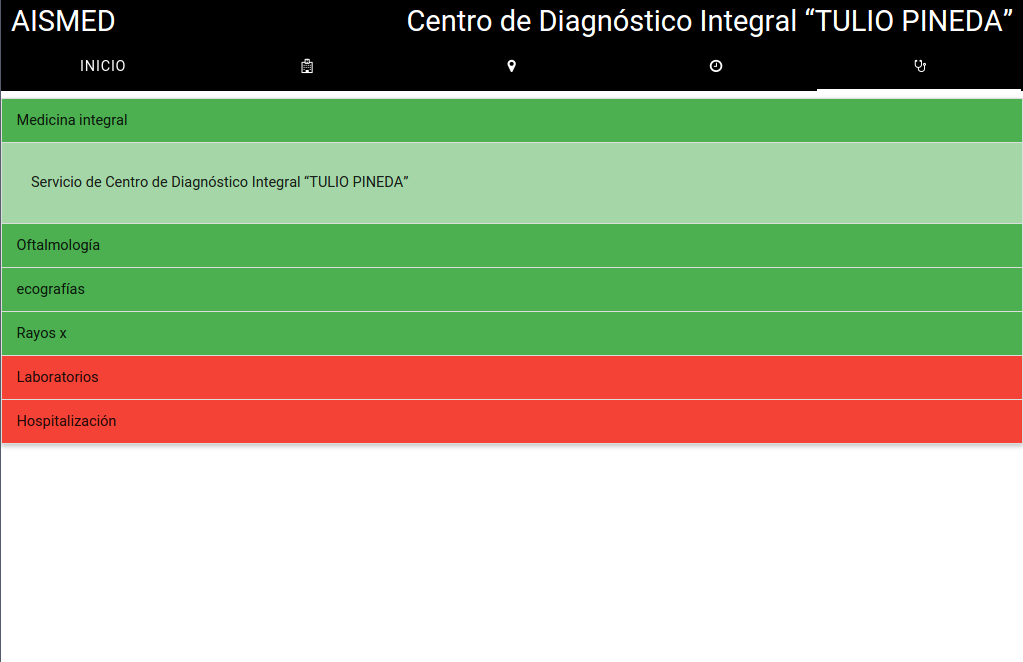 AISMED
Centro de Diagnóstico Integral “TULIO PINEDA”
INICIO
Medicina integral
Servicio de Centro de Diagnóstico Integral “TULIO PINEDA”
Oftalmología
ecografías
Rayos x
Laboratorios
Hospitalización